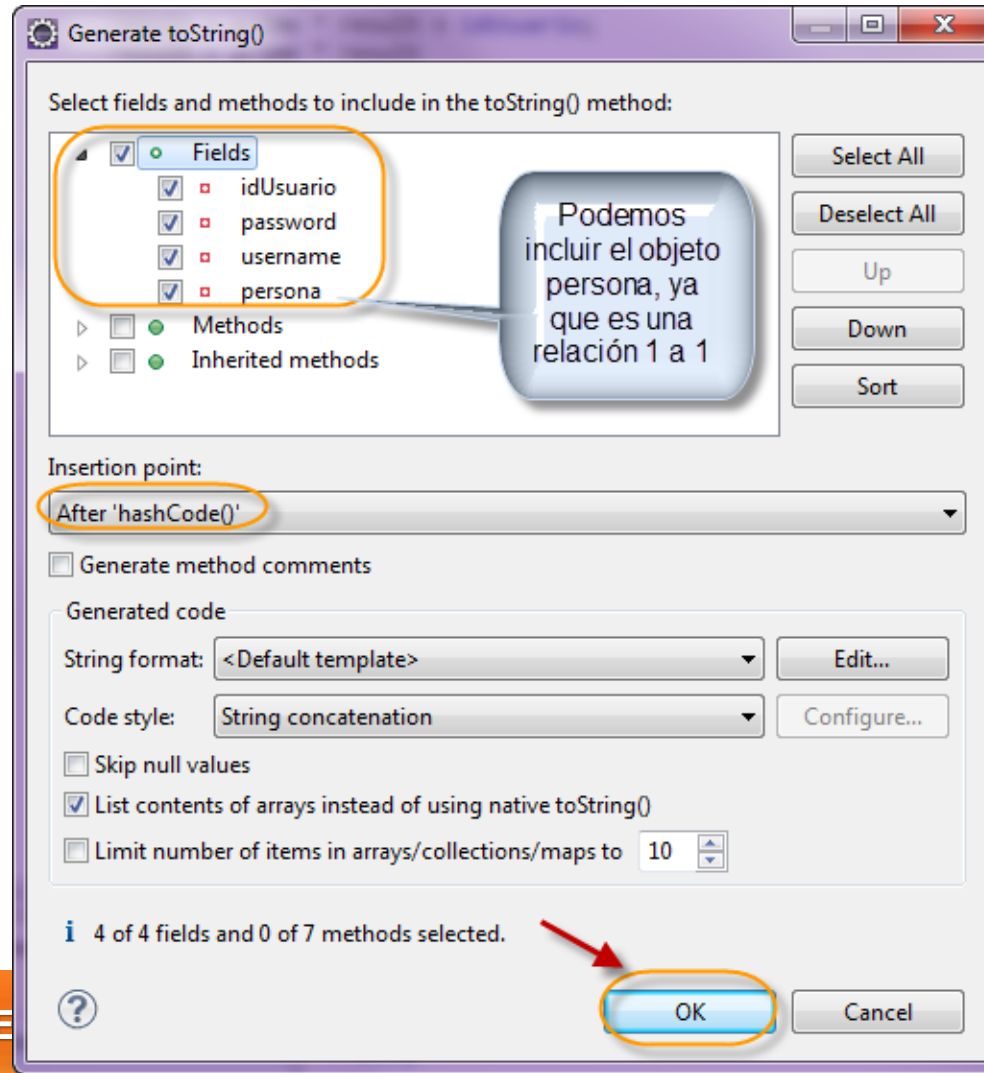 Generate toString()
Select fields and methods to include in the toString() method:
Fields
idUsuario
password
username
persona
Methods
Inherited methods
Podemos
incluir el objeto
persona, ya
que es una
relación 1 a 1
Select All
Deselect All
Up
Down
Sort
Insertion point:
After 'hashCode()'
Generate method comments
Generated code
String format: <Default template> Edit...
Code style: String concatenation Configure...
Skip null values
List contents of arrays instead of using native toString()
Limit number of items in arrays/collections/maps to 10
i 4 of 4 fields and 0 of 7 methods selected.
? OK Cancel